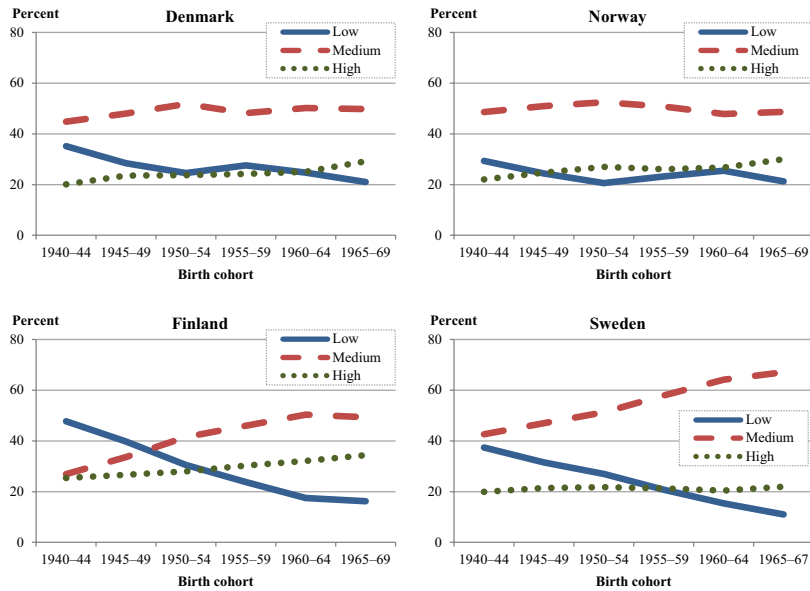 Percent
Denmark
Low
Medium
High
80
60
40
20
0
1940–44 1945–49 1950–54 1955–59 1960–64 1965–69
Birth cohort
Percent
Norway
Low
Medium
High
80
60
40
20
0
1940–44 1945–49 1950–54 1955–59 1960–64 1965–69
Birth cohort
Percent
Finland
Low
Medium
High
80
60
40
20
0
1940–44 1945–49 1950–54 1955–59 1960–64 1965–69
Birth cohort
Percent
Sweden
Low
Medium
High
80
60
40
20
0
1940–44 1945–49 1950–54 1955–59 1960–64 1965–67
Birth cohort